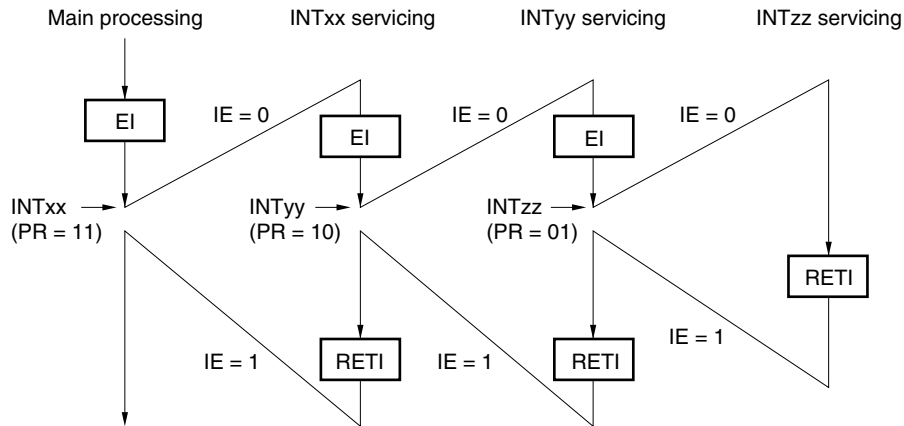 Main processing INTxx servicing INTyy servicing INTzz servicing
EI IE = 0 EI IE = 0 EI IE = 0
INTxx INTyy INTzz
(PR = 11) (PR = 10) (PR = 01)
RETI
IE = 1 RETI IE = 1 RETI IE = 1